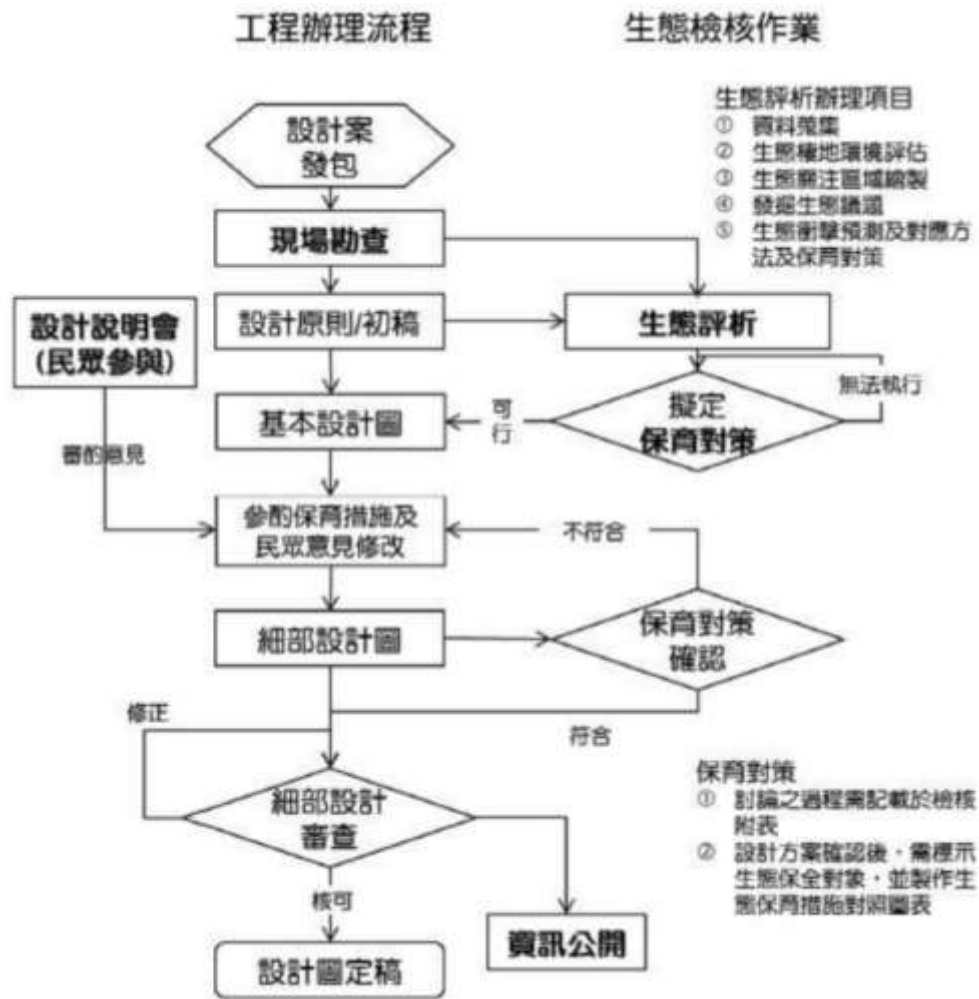 工程辦理流程
生態檢核作業
設計案
發包
生態評析辦理項目
① 資料蒐集
② 生態棲地環境評估
③ 生態關注區域繪製
④ 發掘生態議題
⑤ 生態衝擊預測及對應方
法及保育對策
現場勘查
設計說明會
(民眾參與)
設計原則/初稿
生態評析
無法執行
基本設計圖
可
行
擬定
保育對策
審酌意見
參酌保育措施及
民眾意見修改
不符合
細部設計圖
保育對策
確認
修正
符合
細部設計
審查
保育對策
① 討論之過程需記載於檢核
附表
② 設計方案確認後，需標示
生態保全對象，並製作生
態保育措施對照圖表
核可
資訊公開
設計圖定稿